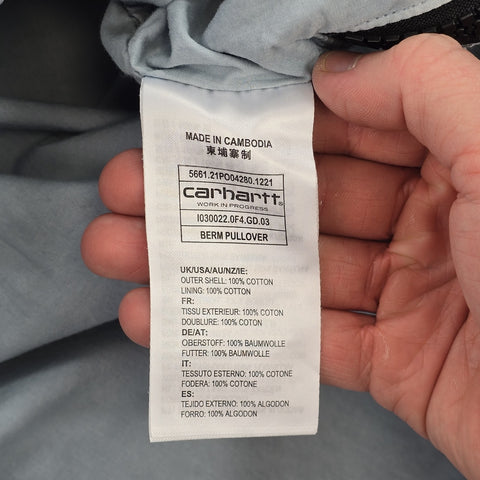 MADE IN CAMBODIA
柬埔寨制
5661.21PO04280.1221
carhartt®
WORK IN PROGRESS
I030022.0F4.GD.03
BERM PULLOVER
UK/USA/AU/NZ/IE:
OUTER SHELL: 100% COTTON
LINING: 100% COTTON
FR:
TISSU EXTERIEUR: 100% COTON
DOUBLURE: 100% COTON
DE/AT:
OBERSTOFF: 100% BAUMWOLLE
FUTTER: 100% BAUMWOLLE
IT:
TESSUTO ESTERNO: 100% COTONE
FODERA: 100% COTONE
ES:
TEJIDO EXTERNO: 100% ALGODON
FORRO: 100% ALGODON